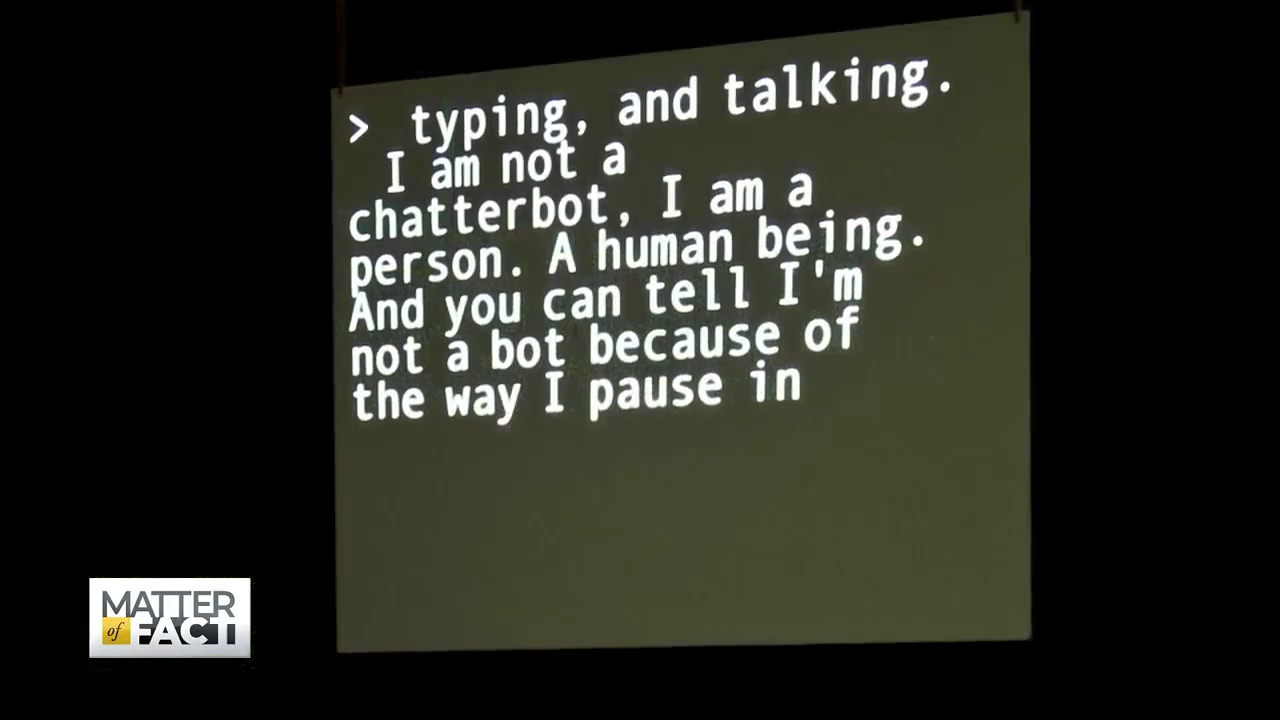 > typing, and talking.
I am not a
chatterbot, I am a
person. A human being.
And you can tell I'm
not a bot because of
the way I pause in
MATTER
of FACT